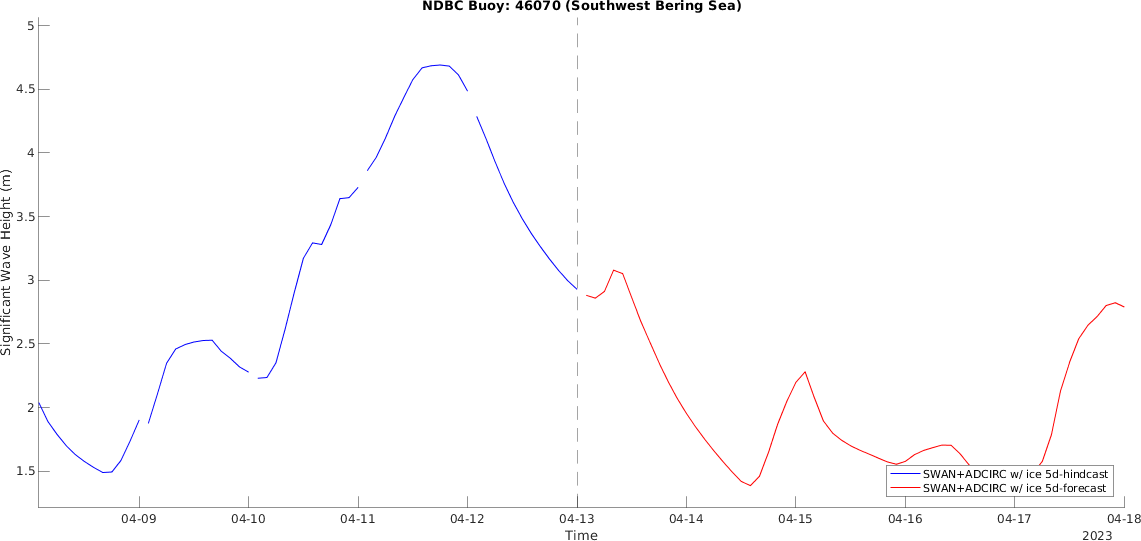 NDBC Buoy: 46070 (Southwest Bering Sea)
5
4.5
4
3.5
3
2.5
2
1.5
Significant Wave Height (m)
SWAN+ADCIRC w/ ice 5d-hindcast
SWAN+ADCIRC w/ ice 5d-forecast
04-09 04-10 04-11 04-12 04-13 04-14 04-15 04-16 04-17 04-18
Time
2023